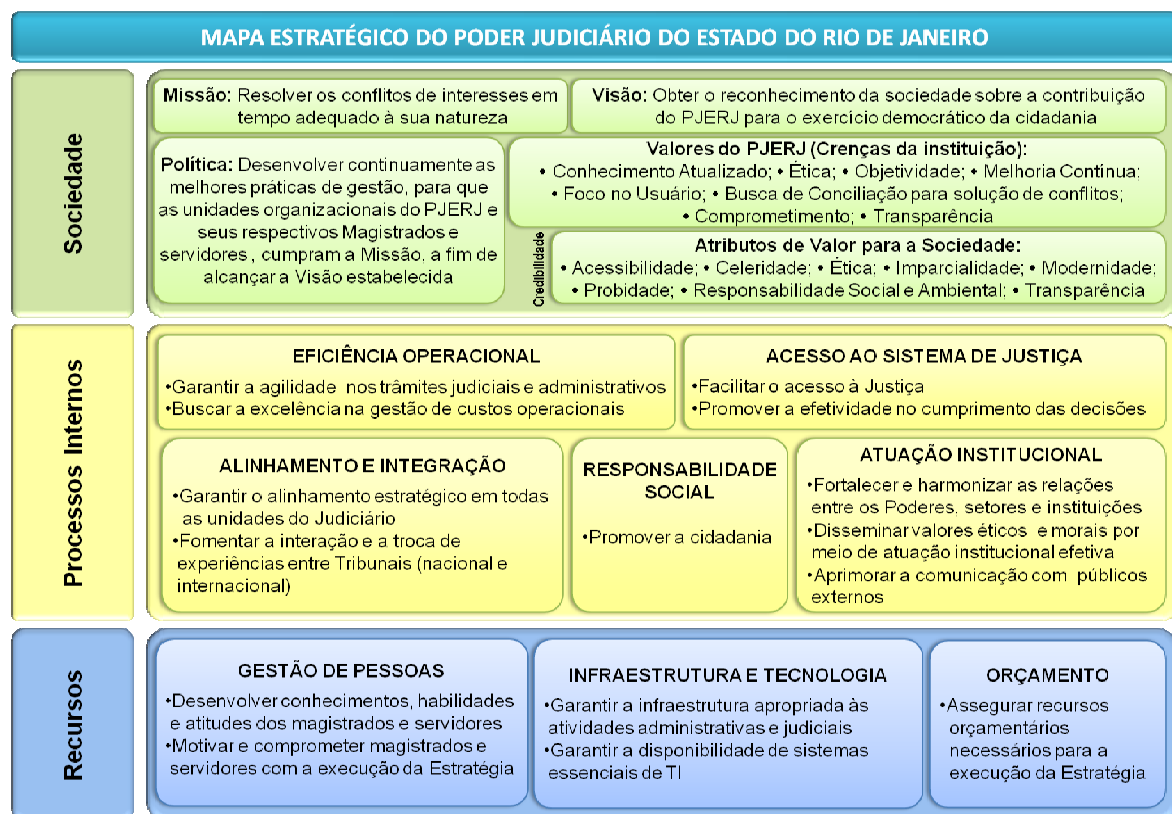 MAPA ESTRATÉGICO DO PODER JUDICIÁRIO DO ESTADO DO RIO DE JANEIRO
Sociedade
Missão: Resolver os conflitos de interesses em
tempo adequado à sua natureza
Visão: Obter o reconhecimento da sociedade sobre a contribuição
do PJERJ para o exercício democrático da cidadania
Política: Desenvolver continuamente as
melhores práticas de gestão, para que
as unidades organizacionais do PJERJ e
seus respectivos Magistrados e
servidores , cumpram a Missão, a fim de
alcançar a Visão estabelecida
Valores do PJERJ (Crenças da instituição):
• Conhecimento Atualizado; • Ética; • Objetividade; • Melhoria Contínua;
• Foco no Usuário; • Busca de Conciliação para solução de conflitos;
• Comprometimento; • Transparência
Credibilidade
Atributos de Valor para a Sociedade:
• Acessibilidade; • Celeridade; • Ética; • Imparcialidade; • Modernidade;
• Probidade; • Responsabilidade Social e Ambiental; • Transparência
Processos Internos
EFICIÊNCIA OPERACIONAL
•Garantir a agilidade nos trâmites judiciais e administrativos
•Buscar a excelência na gestão de custos operacionais
ACESSO AO SISTEMA DE JUSTIÇA
•Facilitar o acesso à Justiça
•Promover a efetividade no cumprimento das decisões
ALINHAMENTO E INTEGRAÇÃO
•Garantir o alinhamento estratégico em todas
as unidades do Judiciário
•Fomentar a interação e a troca de
experiências entre Tribunais (nacional e
internacional)
RESPONSABILIDADE
SOCIAL
•Promover a cidadania
ATUAÇÃO INSTITUCIONAL
•Fortalecer e harmonizar as relações
entre os Poderes, setores e instituições
•Disseminar valores éticos e morais por
meio de atuação institucional efetiva
•Aprimorar a comunicação com públicos
externos
Recursos
GESTÃO DE PESSOAS
•Desenvolver conhecimentos, habilidades
e atitudes dos magistrados e servidores
•Motivar e comprometer magistrados e
servidores com a execução da Estratégia
INFRAESTRUTURA E TECNOLOGIA
•Garantir a infraestrutura apropriada às
atividades administrativas e judiciais
•Garantir a disponibilidade de sistemas
essenciais de TI
ORÇAMENTO
•Assegurar recursos
orçamentários
necessários para a
execução da Estratégia